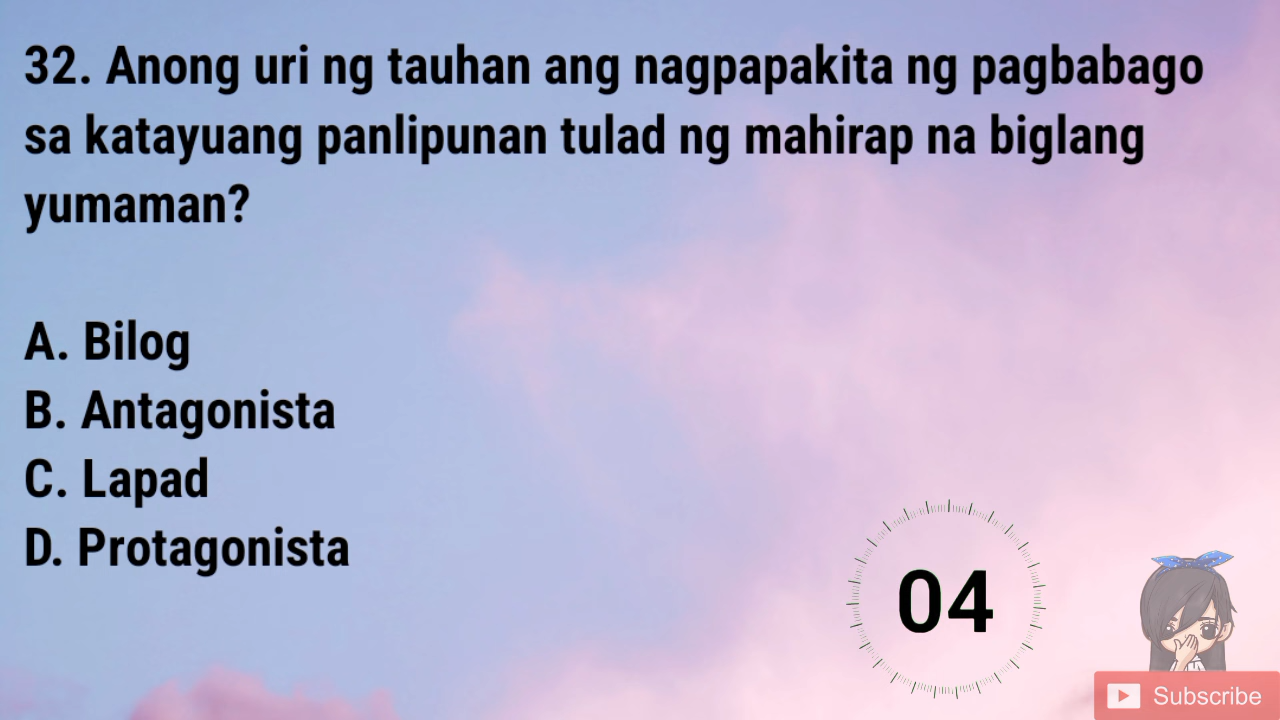 32. Anong uri ng tauhan ang nagpapakita ng pagbabago
sa katayuang panlipunan tulad ng mahirap na biglang
yumaman?
A. Bilog
B. Antagonista
C. Lapad
D. Protagonista
04
Subscribe